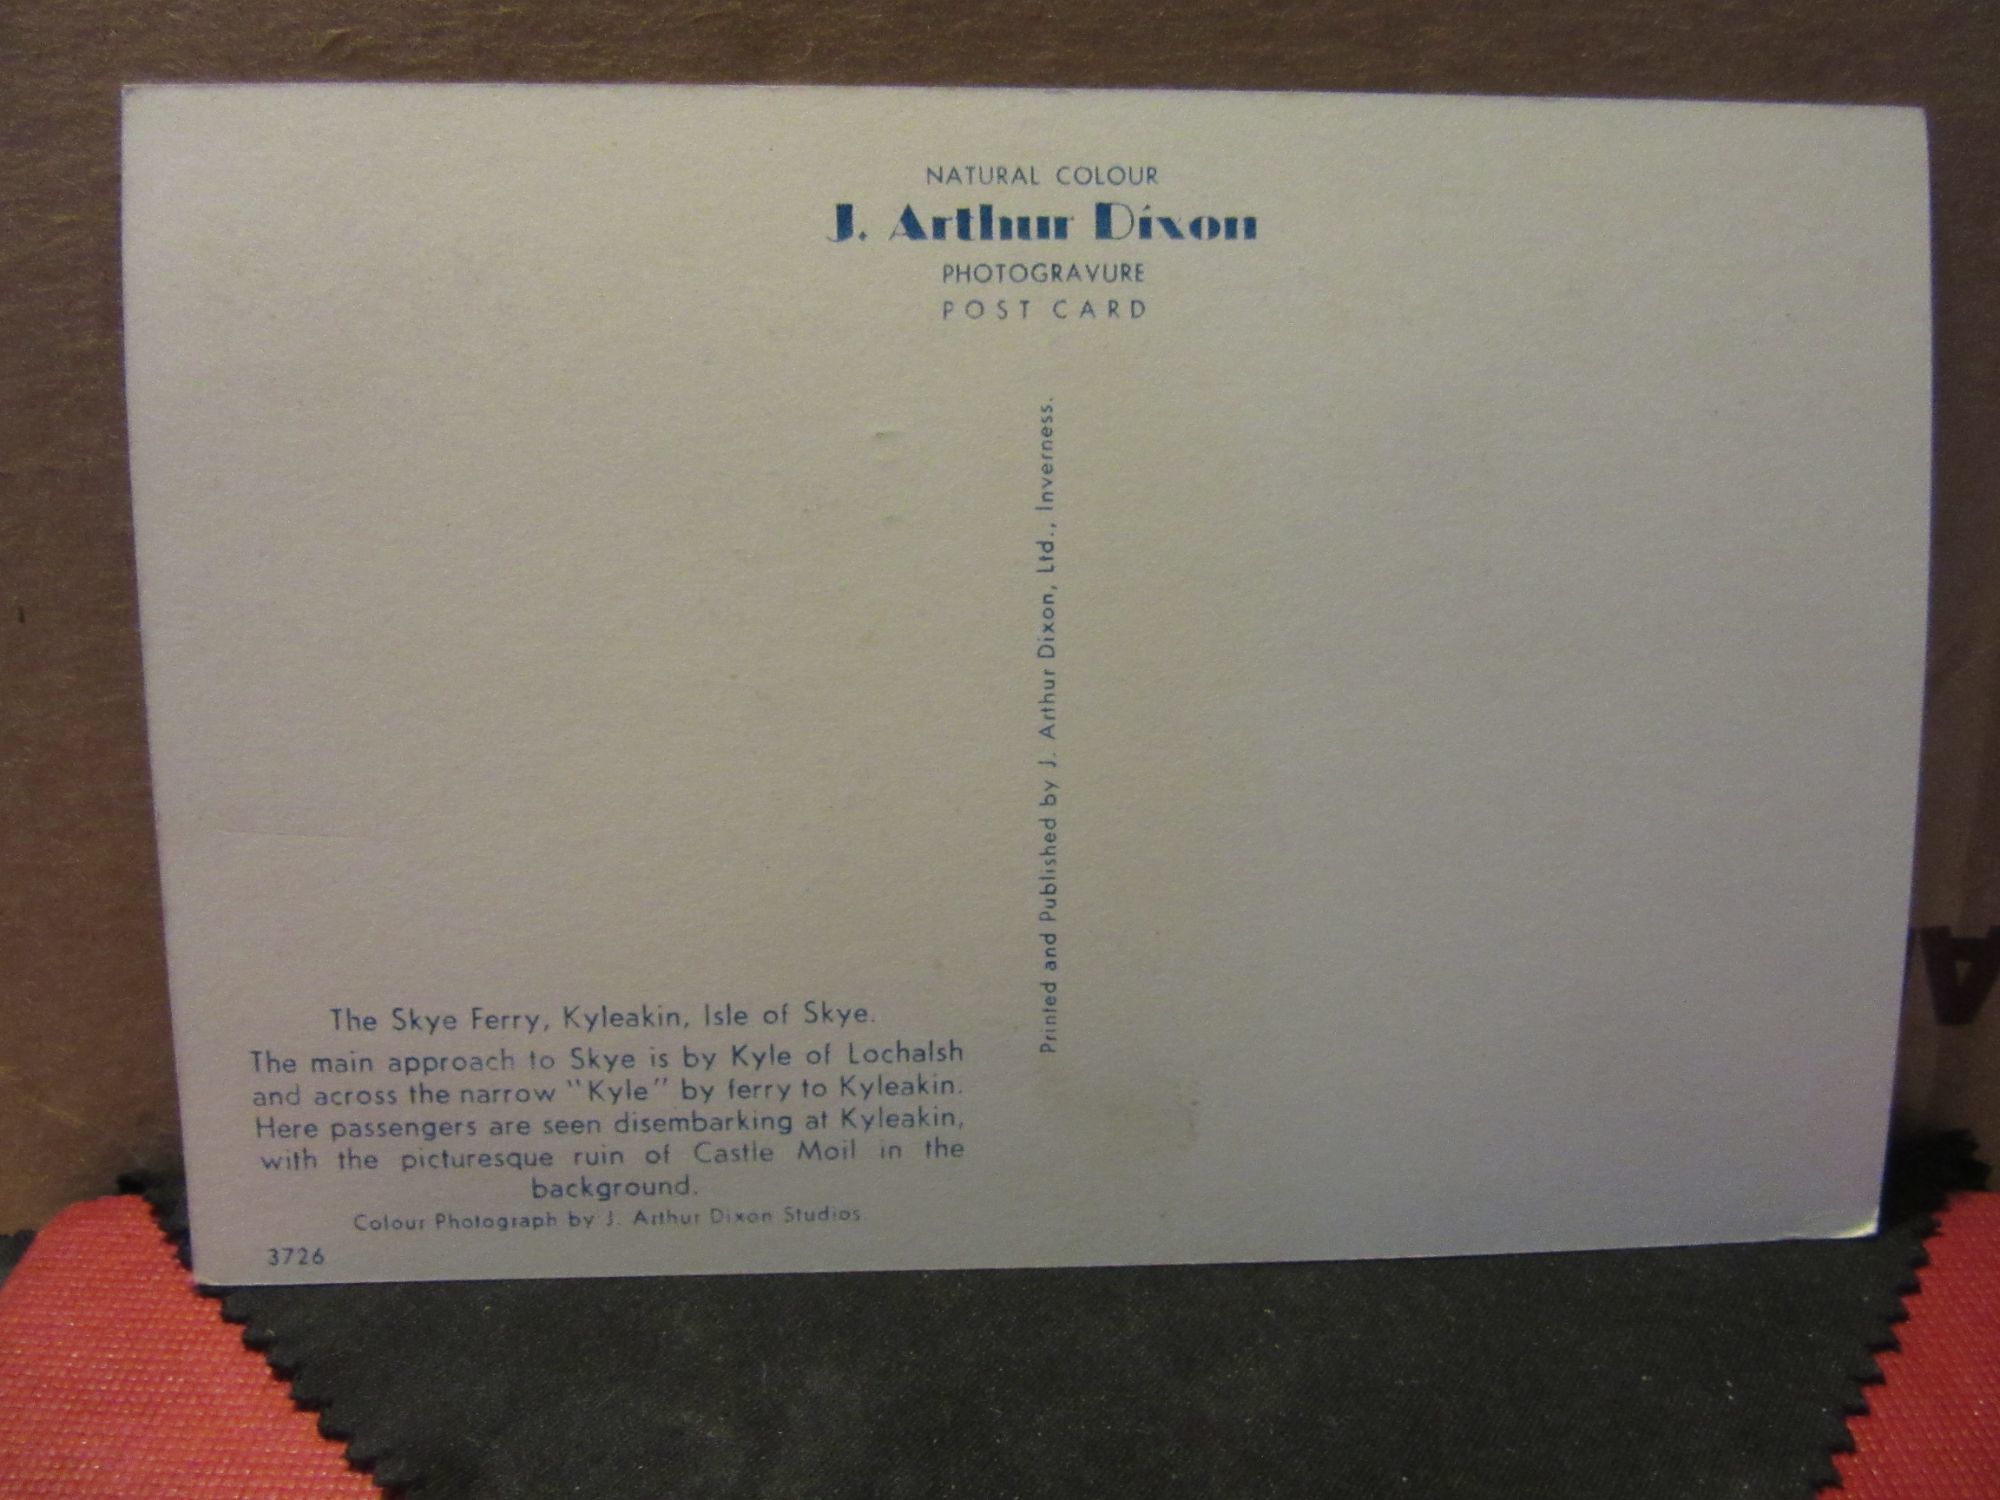 NATURAL COLOUR
J. Arthur Dixon
PHOTOGRAVURE
POST CARD
Printed and Published by J. Arthur Dixon, Ltd., Inverness.
The Skye Ferry, Kyleakin, Isle of Skye.
The main approach to Skye is by Kyle of Lochalsh
and across the narrow "Kyle" by ferry to Kyleakin.
Here passengers are seen disembarking at Kyleakin,
with the picturesque ruin of Castle Moil in the
background.
Colour Photograph by J. Arthur Dixon Studios
3726
A